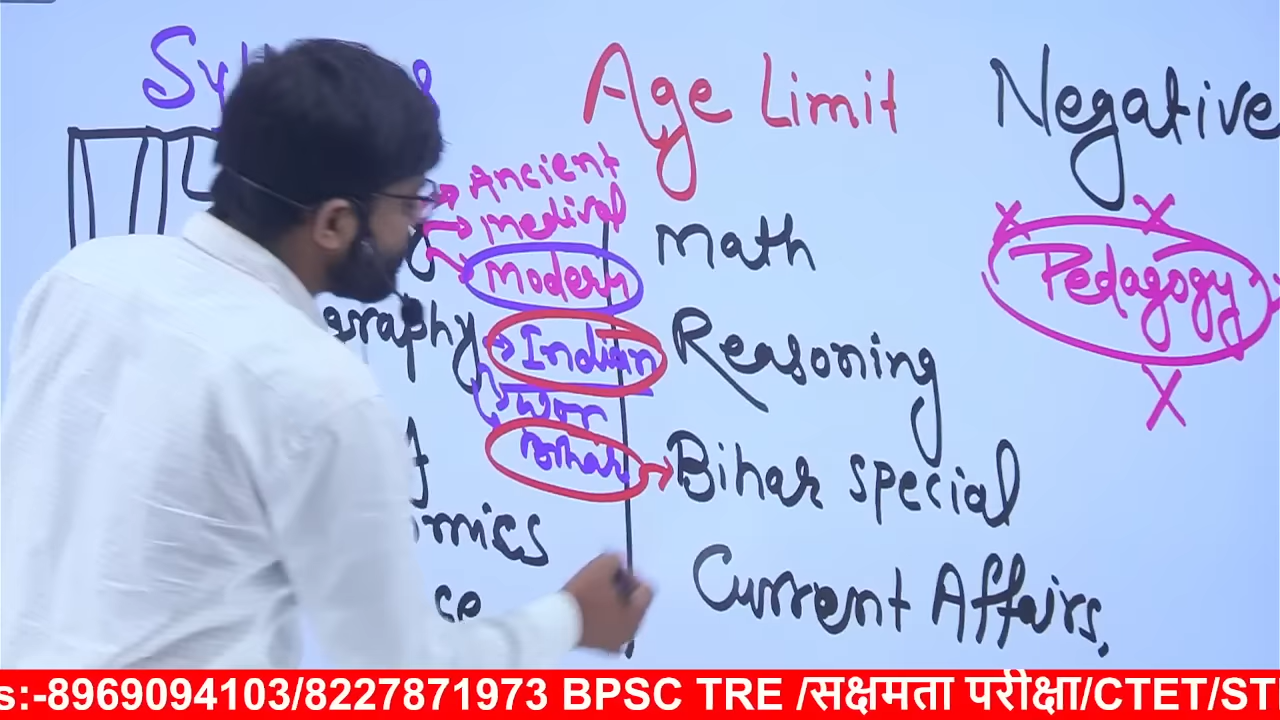 Age Limit
Negative
Ancient
medival
Modern
Math
Pedagogy
Indian
Reasoning
Bihar
Bihar special
Current Affairs.
s:-8969094103/8227871973 BPSC TRE /सक्षमता परीक्षा/CTET/ST